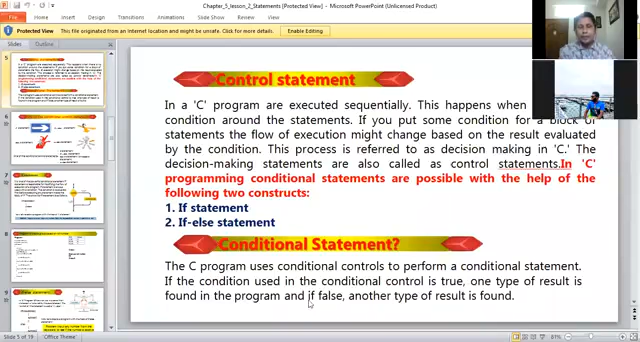 Chapter_5_lesson_2_Statements (Protected View) - Microsoft PowerPoint (Unlicensed Product)
File Home Insert Design Transitions Animations Slide Show Review View
Protected View This file originated from an Internet location and might be unsafe. Click for more details. Enable Editing
Slides Outline
5
6
7
8
9
Control statement
In a 'C' program are executed sequentially. This happens when
condition around the statements. If you put some condition for a block of
statements the flow of execution might change based on the result evaluated
by the condition. This process is referred to as decision making in 'C.' The
decision-making statements are also called as control statements.In 'C'
programming conditional statements are possible with the help of the
following two constructs:
1. If statement
2. If-else statement
Conditional Statement?
The C program uses conditional controls to perform a conditional statement.
If the condition used in the conditional control is true, one type of result is
found in the program and if false, another type of result is found.
Slide 5 of 19 Office Theme 81%